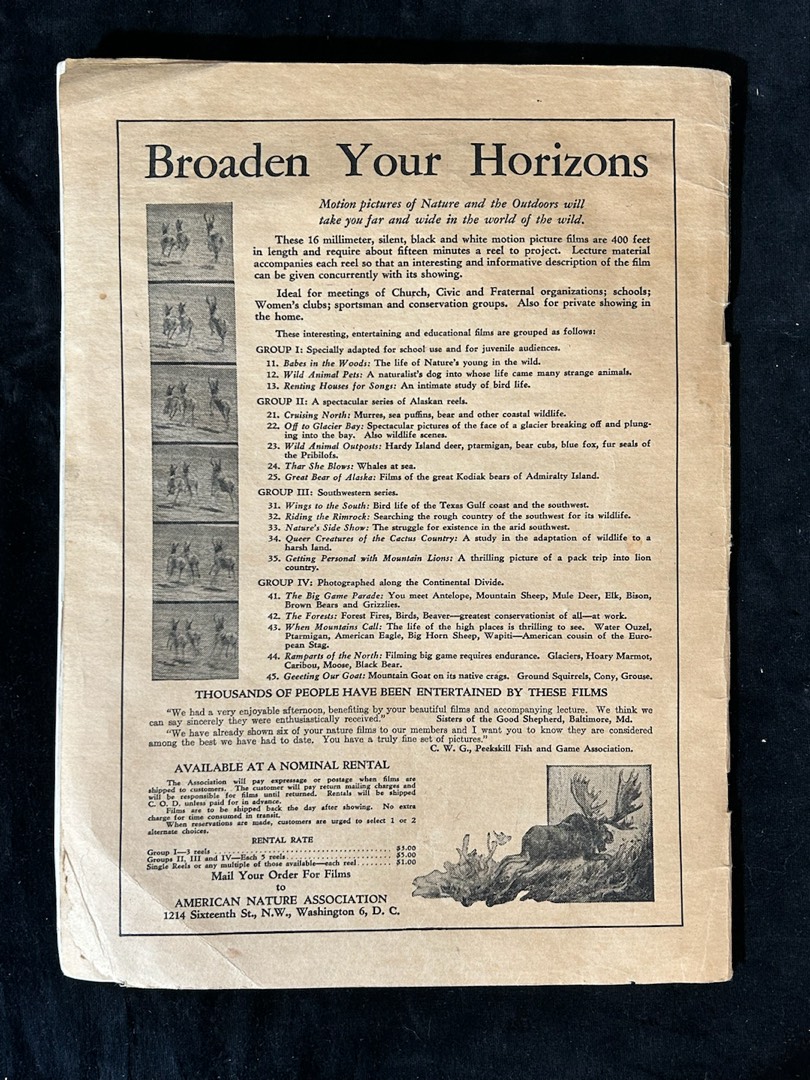 Broaden Your Horizons
Motion pictures of Nature and the Outdoors will
take you far and wide in the world of the wild.
These 16 millimeter, silent, black and white motion picture films are 400 feet
in length and require about fifteen minutes a reel to project. Lecture material
accompanies each reel so that an interesting and informative description of the film
can be given concurrently with its showing.
Ideal for meetings of Church, Civic and Fraternal organizations; schools;
Women's clubs; sportsman and conservation groups. Also for private showing in
the home.
These interesting, entertaining and educational films are grouped as follows:
GROUP I: Specially adapted for school use and for juvenile audiences.
11. Babes in the Woods: The life of Nature's young in the wild.
12. Wild Animal Pets: A naturalist's dog into whose life came many strange animals.
13. Renting Houses for Songs: An intimate study of bird life.
GROUP II: A spectacular series of Alaskan reels.
21. Cruising North: Murres, sea puffins, bear and other coastal wildlife.
22. Off to Glacier Bay: Spectacular pictures of the face of a glacier breaking off and plung-
ing into the bay. Also wildlife scenes.
23. Wild Animal Outposts: Hardy Island deer, ptarmigan, bear cubs, blue fox, fur seals of
the Pribilofs.
24. Thar She Blows: Whales at sea.
25. Great Bear of Alaska: Films of the great Kodiak bears of Admiralty Island.
GROUP III: Southwestern series.
31. Wings to the South: Bird life of the Texas Gulf coast and the southwest.
32. Riding the Rimrock: Searching the rough country of the southwest for its wildlife.
33. Nature's Side Show: The struggle for existence in the arid southwest.
34. Queer Creatures of the Cactus Country: A study in the adaptation of wildlife to a
harsh land.
35. Getting Personal with Mountain Lions: A thrilling picture of a pack trip into lion
country.
GROUP IV: Photographed along the Continental Divide.
41. The Big Game Parade: You meet Antelope, Mountain Sheep, Mule Deer, Elk, Bison,
Brown Bears and Grizzlies.
42. The Forests: Forest Fires, Birds, Beaver—greatest conservationist of all—at work.
43. When Mountains Call: The life of the high places is thrilling to see. Water Ouzel,
Ptarmigan, American Eagle, Big Horn Sheep, Wapiti—American cousin of the Euro-
pean Stag.
44. Ramparts of the North: Filming big game requires endurance. Glaciers, Hoary Marmot,
Caribou, Moose, Black Bear.
45. Geeeting Our Goat: Mountain Goat on its native crags. Ground Squirrels, Cony, Grouse.
THOUSANDS OF PEOPLE HAVE BEEN ENTERTAINED BY THESE FILMS
"We had a very enjoyable afternoon, benefiting by your beautiful films and accompanying lecture. We think we
can say sincerely they were enthusiastically received." Sisters of the Good Shepherd, Baltimore, Md.
"We have already shown six of your nature films to our members and I want you to know they are considered
among the best we have had to date. You have a truly fine set of pictures."
C. W. G., Peekskill Fish and Game Association.
AVAILABLE AT A NOMINAL RENTAL
The Association will pay expressage or postage when films are
shipped to customers. The customer will pay return mailing charges and
will be responsible for films until returned. Rentals will be shipped
C. O. D. unless paid for in advance.
Films are to be shipped back the day after showing. No extra
charge for time consumed in transit.
When reservations are made, customers are urged to select 1 or 2
alternate choices.
RENTAL RATE
Group I—3 reels $3.00
Groups II, III and IV—Each 5 reels $5.00
Single Reels or any multiple of those available—each reel $1.00
Mail Your Order For Films
to
AMERICAN NATURE ASSOCIATION
1214 Sixteenth St., N.W., Washington 6, D. C.